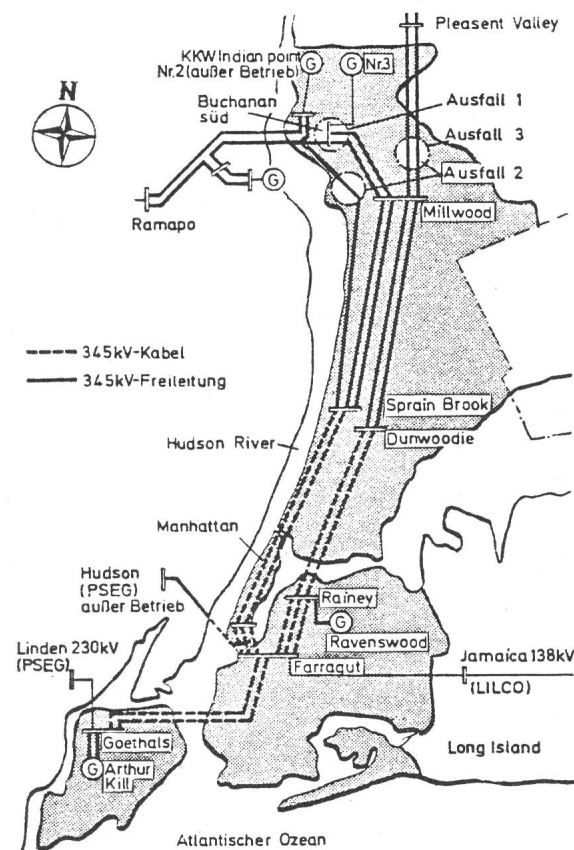 Pleasent Valley
KKW Indian point
Nr.2 (außer Betrieb)
G
G
Nr.3
Buchanan
süd
Ausfall 1
Ausfall 3
Ausfall 2
N
G
Ramapo
Millwood
345kV-Kabel
345kV-Freileitung
Sprain Brook
Dunwoodie
Hudson River
Manhattan
Hudson
(PSEG)
außer Betrieb
Rainey
G
Ravenswood
Linden 230kV
(PSEG)
Farragut
Jamaica 138kV
(LILCO)
Goethals
G
Arthur
Kill
Long Island
Atlantischer Ozean